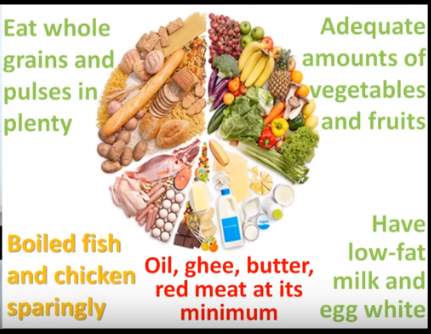 Eat whole
grains and
pulses in
plenty
Adequate
amounts of
vegetables
and fruits
Boiled fish
and chicken
sparingly
Oil, ghee, butter,
red meat at its
minimum
Have
low-fat
milk and
egg white